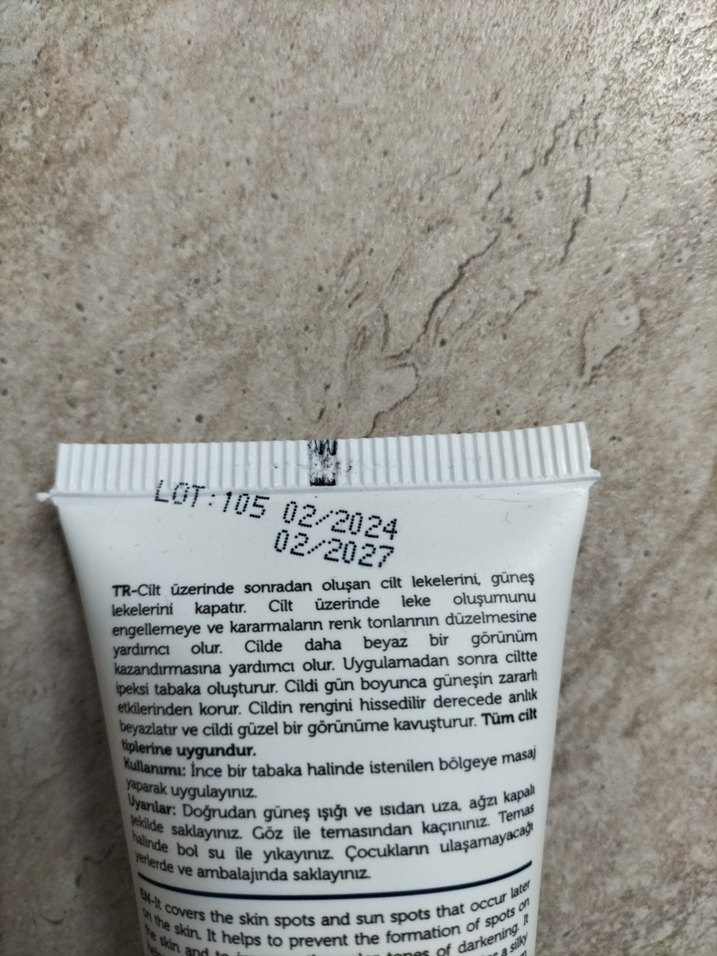 LOT:105 02/2024
02/2027
TR-Cilt üzerinde sonradan oluşan cilt lekelerini, güneş
lekelerini kapatır. Cilt üzerinde leke oluşumunu
engellemeye ve kararmaların renk tonlarının düzelmesine
yardımcı olur. Cilde daha beyaz bir görünüm
kazandırmasına yardımcı olur. Uygulamadan sonra ciltte
ipeksi tabaka oluşturur. Cildi gün boyunca güneşin zararlı
etkilerinden korur. Cildin rengini hissedilir derecede anlık
beyazlatır ve cildi güzel bir görünüme kavuşturur. Tüm cilt
tiplerine uygundur.
Kullanımı: İnce bir tabaka halinde istenilen bölgeye masaj
yaparak uygulayınız.
Uyarılar: Doğrudan güneş ışığı ve ısıdan uza, ağzı kapalı
şekilde saklayınız. Göz ile temasından kaçınınız. Temas
halinde bol su ile yıkayınız. Çocukların ulaşamayacağı
yerlerde ve ambalajında saklayınız.
EN-It covers the skin spots and sun spots that occur later
on the skin. It helps to prevent the formation of spots on
the skin and to tones of darkening. It
a silky